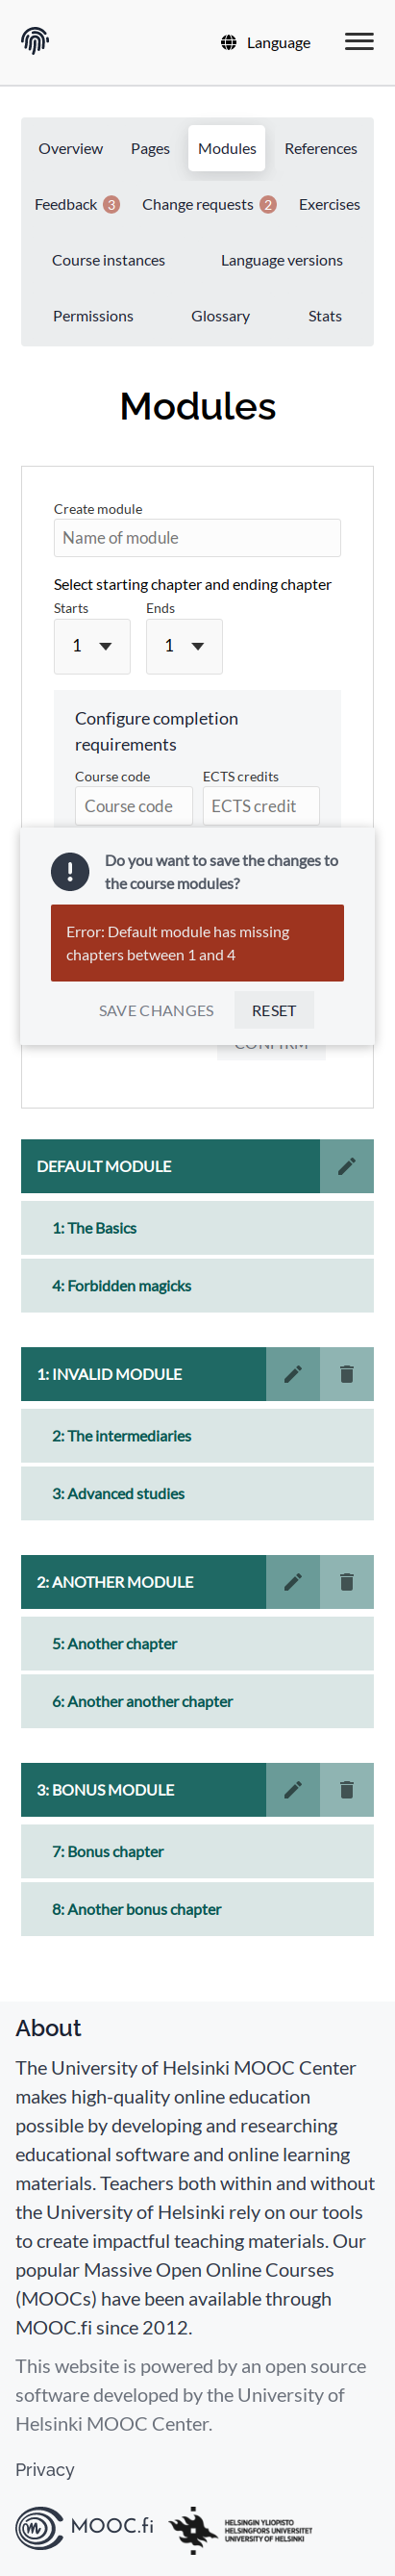 Language
Overview Pages Modules References
Feedback 3 Change requests 2 Exercises
Course instances Language versions
Permissions Glossary Stats
Modules
Create module
Name of module
Select starting chapter and ending chapter
Starts Ends
1 1
Configure completion
requirements
Course code ECTS credits
Course code ECTS credit
Do you want to save the changes to
the course modules?
Error: Default module has missing
chapters between 1 and 4
SAVE CHANGES RESET
CONFIRM
DEFAULT MODULE
1: The Basics
4: Forbidden magicks
1: INVALID MODULE
2: The intermediaries
3: Advanced studies
2: ANOTHER MODULE
5: Another chapter
6: Another another chapter
3: BONUS MODULE
7: Bonus chapter
8: Another bonus chapter
About
The University of Helsinki MOOC Center
makes high-quality online education
possible by developing and researching
educational software and online learning
materials. Teachers both within and without
the University of Helsinki rely on our tools
to create impactful teaching materials. Our
popular Massive Open Online Courses
(MOOCs) have been available through
MOOC.fi since 2012.
This website is powered by an open source
software developed by the University of
Helsinki MOOC Center.
Privacy
MOOC.fi
HELSINGIN YLIOPISTO
HELSINGFORS UNIVERSITET
UNIVERSITY OF HELSINKI